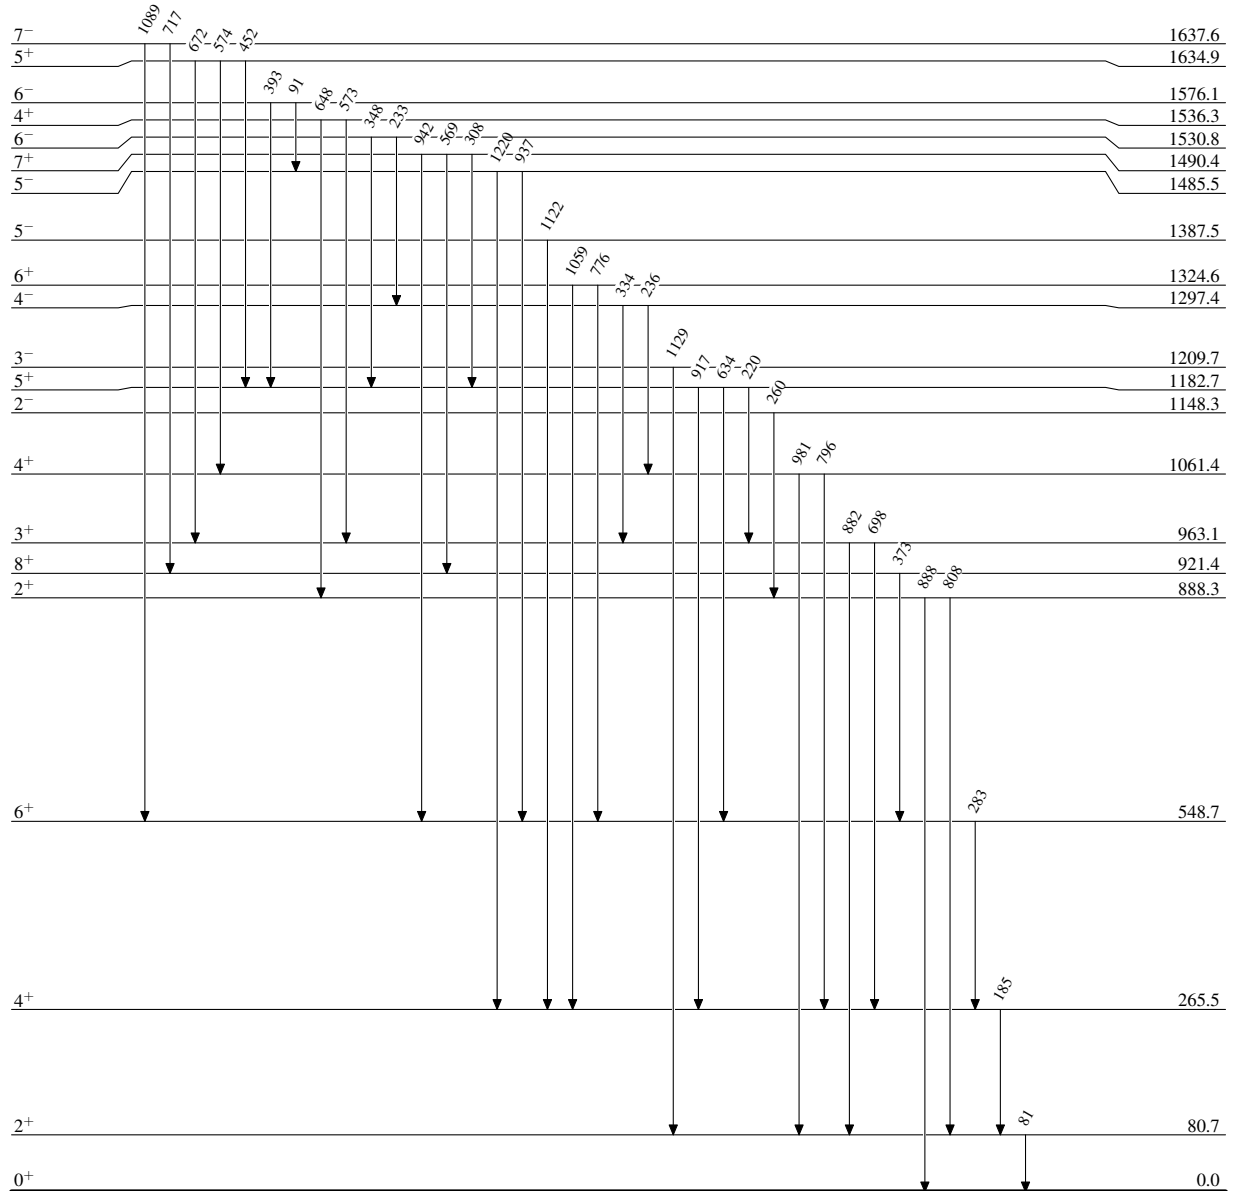 1089 717
7⁻ 672 574 452 1637.6
5⁺ 1634.9
393 91
6⁻ 648 573 1576.1
4⁺ 348 233 1536.3
6⁻ 942 569 308 1530.8
7⁺ 1220 937 1490.4
5⁻ 1485.5
1122
5⁻ 1387.5
1059 776
6⁺ 334 236 1324.6
4⁻ 1297.4
1129
3⁻ 917 634 220 1209.7
5⁺ 260 1182.7
2⁻ 1148.3
981 796
4⁺ 1061.4
882 698
3⁺ 373 963.1
8⁺ 888 808 921.4
2⁺ 888.3
283
6⁺ 548.7
185
4⁺ 265.5
81
2⁺ 80.7
0⁺ 0.0